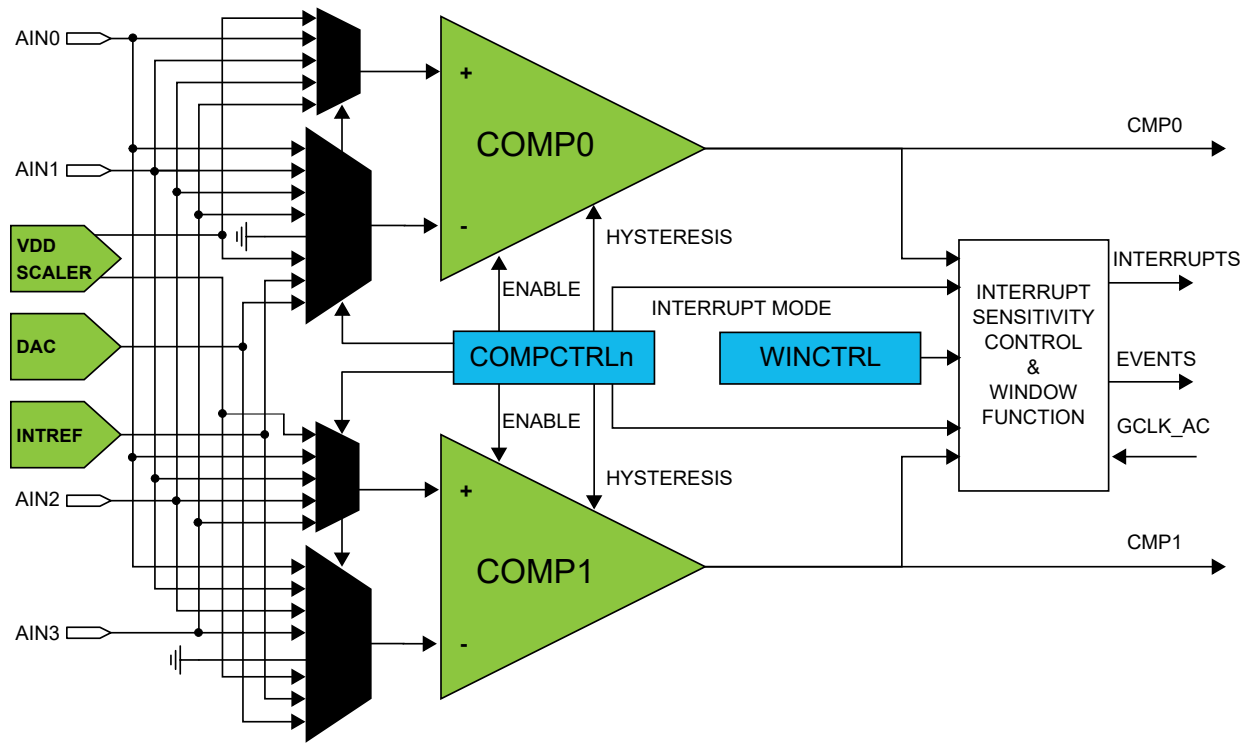 AIN0
+
COMP0
CMP0
AIN1
-
HYSTERESIS
VDD
SCALER
ENABLE
INTERRUPT MODE
INTERRUPTS
INTERRUPT
SENSITIVITY
CONTROL
&
WINDOW
FUNCTION
DAC
COMPCTRLn
WINCTRL
EVENTS
INTREF
ENABLE
GCLK_AC
HYSTERESIS
AIN2
+
COMP1
CMP1
AIN3
-